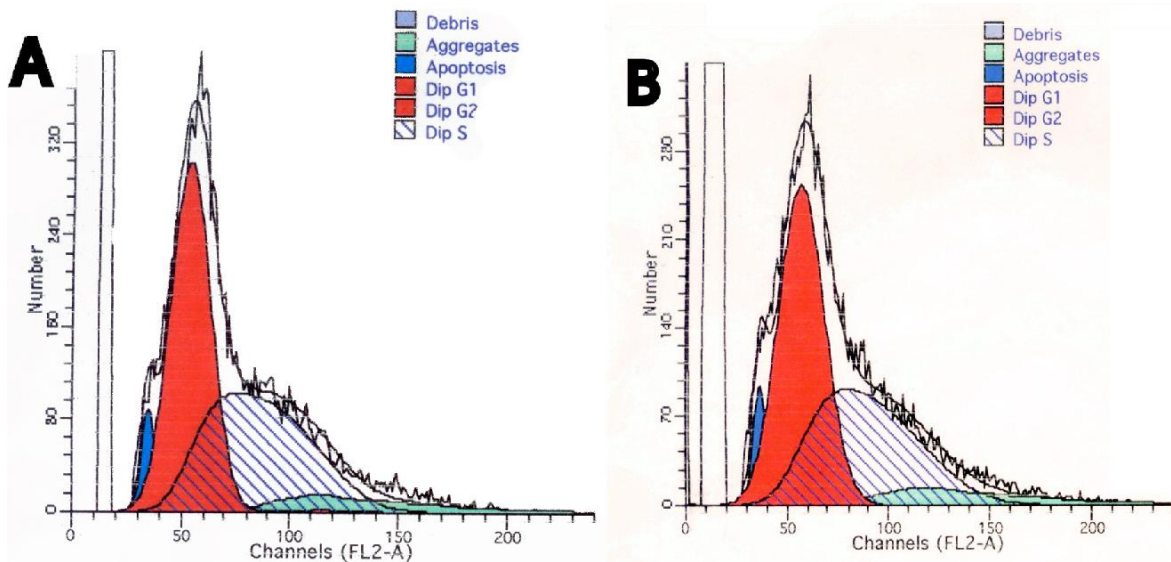 A
Debris
Aggregates
Apoptosis
Dip G1
Dip G2
Dip S
Number
320
240
160
80
0
0 50 100 150 200
Channels (FL2-A)
B
Debris
Aggregates
Apoptosis
Dip G1
Dip G2
Dip S
Number
280
210
140
70
0
0 50 100 150 200
Channels (FL2-A)